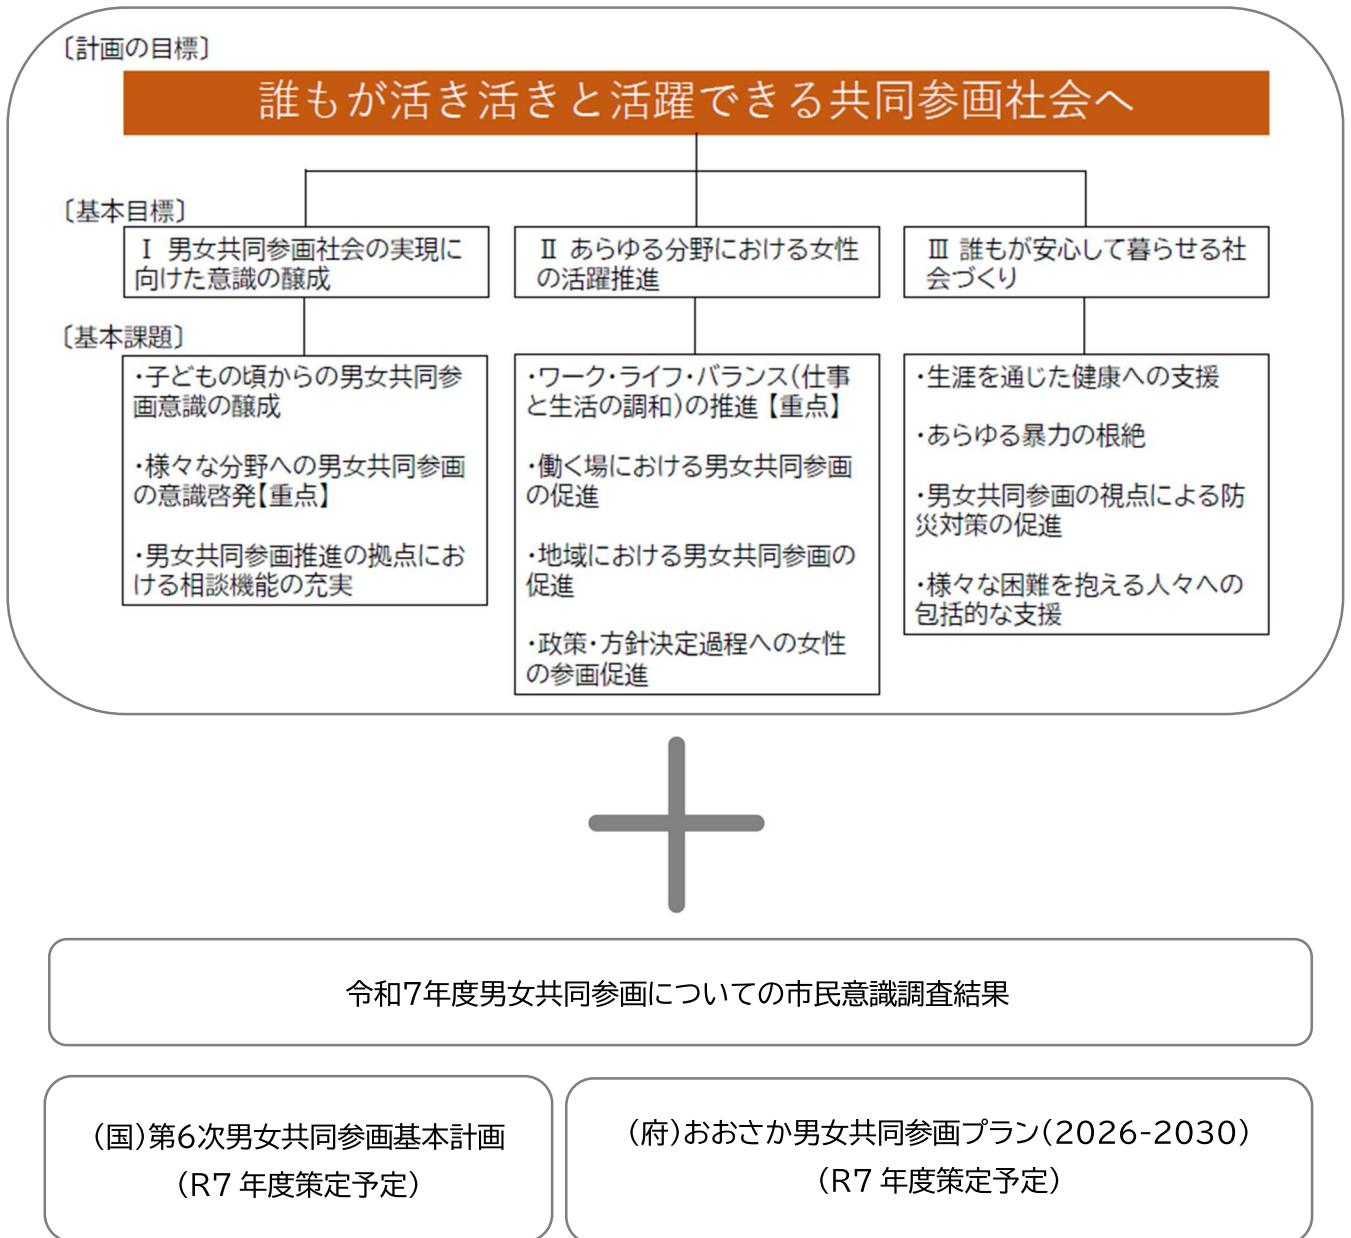 〔計画の目標〕
誰もが活き活きと活躍できる共同参画社会へ
〔基本目標〕
Ⅰ 男女共同参画社会の実現に
向けた意識の醸成
Ⅱ あらゆる分野における女性
の活躍推進
Ⅲ 誰もが安心して暮らせる社
会づくり
〔基本課題〕
・子どもの頃からの男女共同参
画意識の醸成
・様々な分野への男女共同参画
の意識啓発【重点】
・男女共同参画推進の拠点にお
ける相談機能の充実
・ワーク・ライフ・バランス（仕事
と生活の調和）の推進【重点】
・働く場における男女共同参画
の促進
・地域における男女共同参画の
促進
・政策・方針決定過程への女性
の参画促進
・生涯を通じた健康への支援
・あらゆる暴力の根絶
・男女共同参画の視点による防
災対策の促進
・様々な困難を抱える人々への
包括的な支援
令和7年度男女共同参画についての市民意識調査結果
（国）第6次男女共同参画基本計画
（R7 年度策定予定）
（府）おおさか男女共同参画プラン（2026-2030）
（R7 年度策定予定）